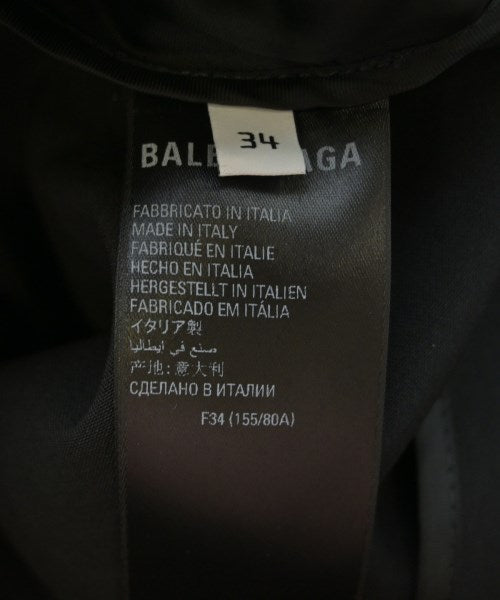 34
BALE AGA
FABBRICATO IN ITALIA
MADE IN ITALY
FABRIQUÉ EN ITALIE
HECHO EN ITALIA
HERGESTELLT IN ITALIEN
FABRICADO EM ITÁLIA
イタリア製
صنع في ايطاليا
产地: 意大利
СДЕЛАНО В ИТАЛИИ
F34 (155/80A)